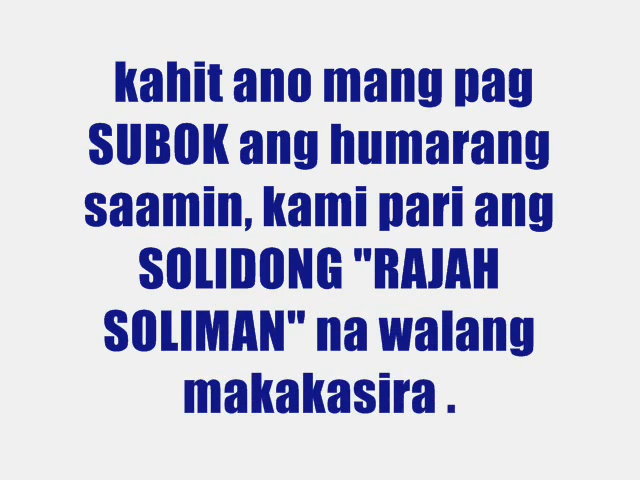 kahit ano mang pag
SUBOK ang humarang
saamin, kami pari ang
SOLIDONG "RAJAH
SOLIMAN" na walang
makakasira .